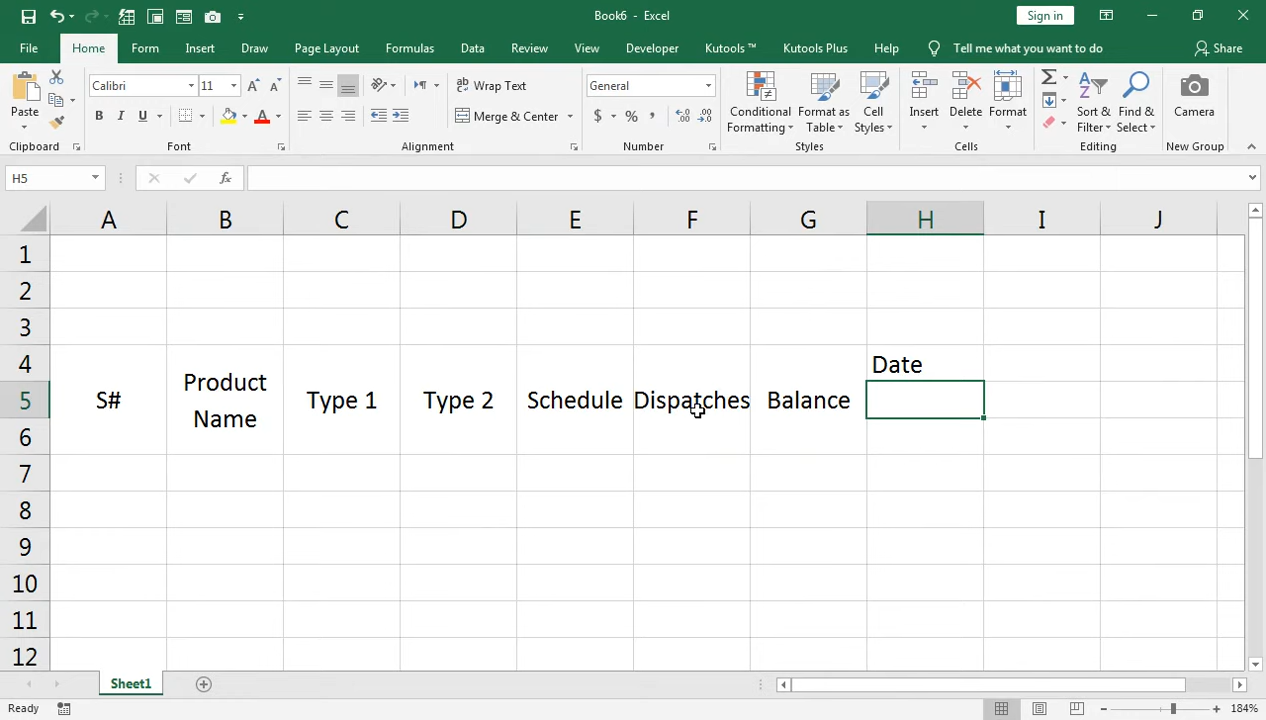 Book6 - Excel
Sign in
File Home Form Insert Draw Page Layout Formulas Data Review View Developer Kutools ™ Kutools Plus Help Tell me what you want to do Share
Paste
Clipboard
Calibri 11
B I U A
Font
Wrap Text
Merge & Center
Alignment
General
$ % ,
Number
Conditional Formatting
Format as Table
Cell Styles
Styles
Insert
Delete
Format
Cells
Sort & Filter
Find & Select
Editing
Camera
New Group
H5 fx
A B C D E F G H I J
1
2
3
4 Date
5 S# Product Name Type 1 Type 2 Schedule Dispatches Balance
6
7
8
9
10
11
12
Sheet1
Ready 184%